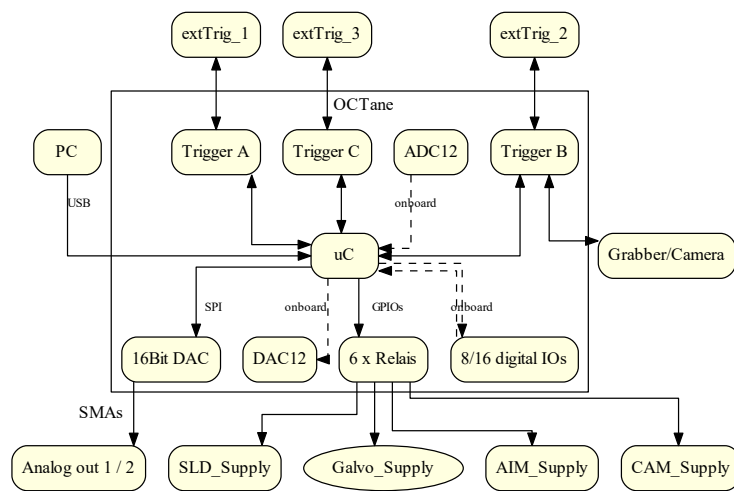 extTrig_1
extTrig_3
extTrig_2
OCTane
PC
Trigger A
Trigger C
ADC12
Trigger B
USB
onboard
uC
Grabber/Camera
SPI
onboard
GPIOs
onboard
16Bit DAC
DAC12
6 x Relais
8/16 digital IOs
SMAs
Analog out 1 / 2
SLD_Supply
Galvo_Supply
AIM_Supply
CAM_Supply